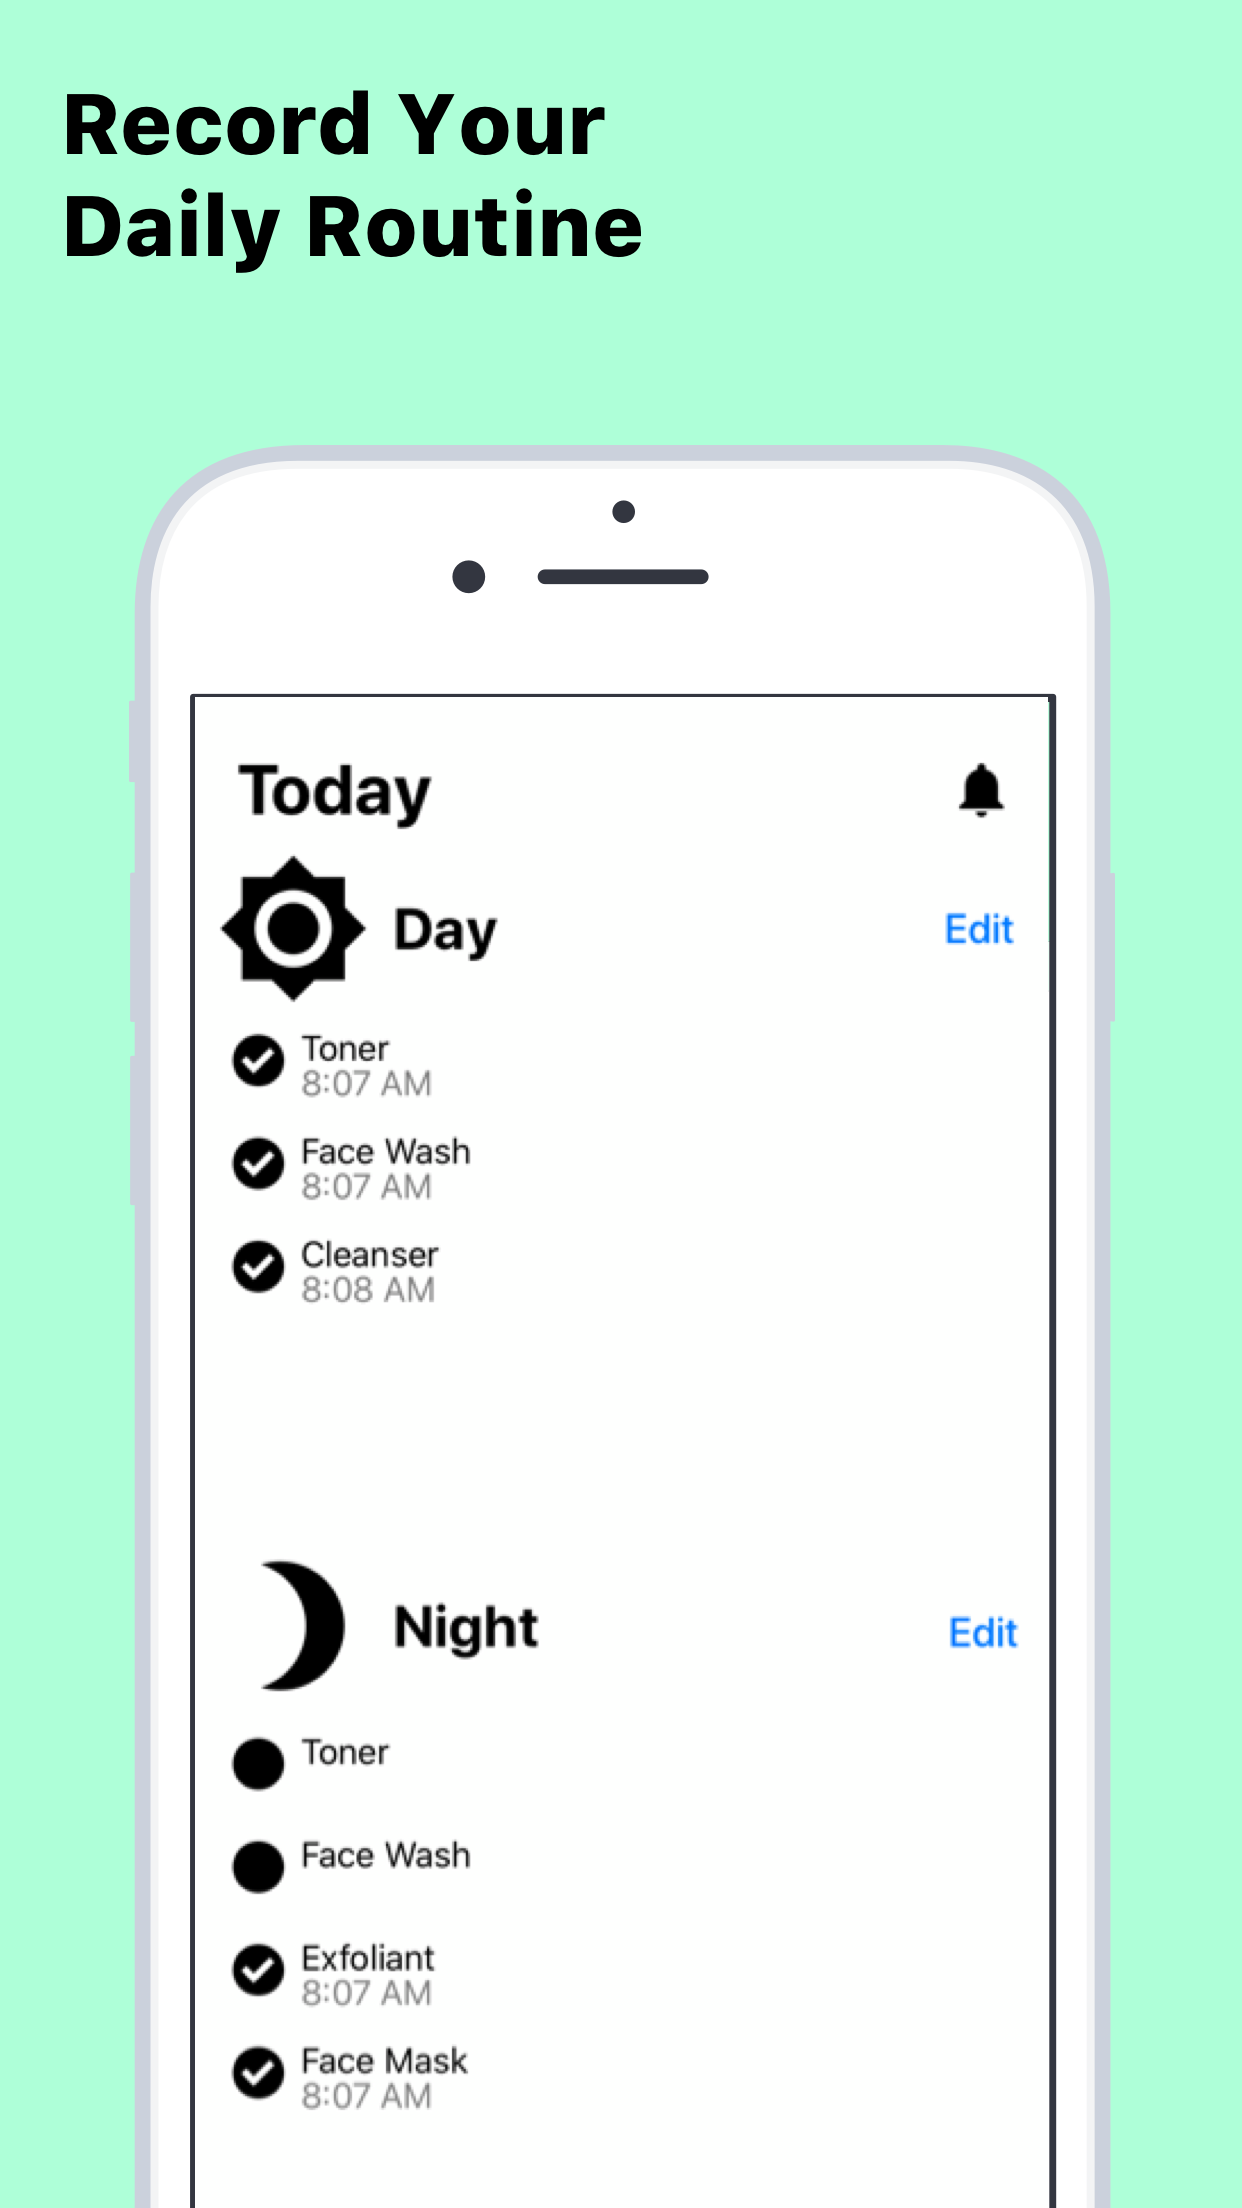 Record Your
Daily Routine
Today
Day
Edit
Toner
8:07 AM
Face Wash
8:07 AM
Cleanser
8:08 AM
Night
Edit
Toner
Face Wash
Exfoliant
8:07 AM
Face Mask
8:07 AM